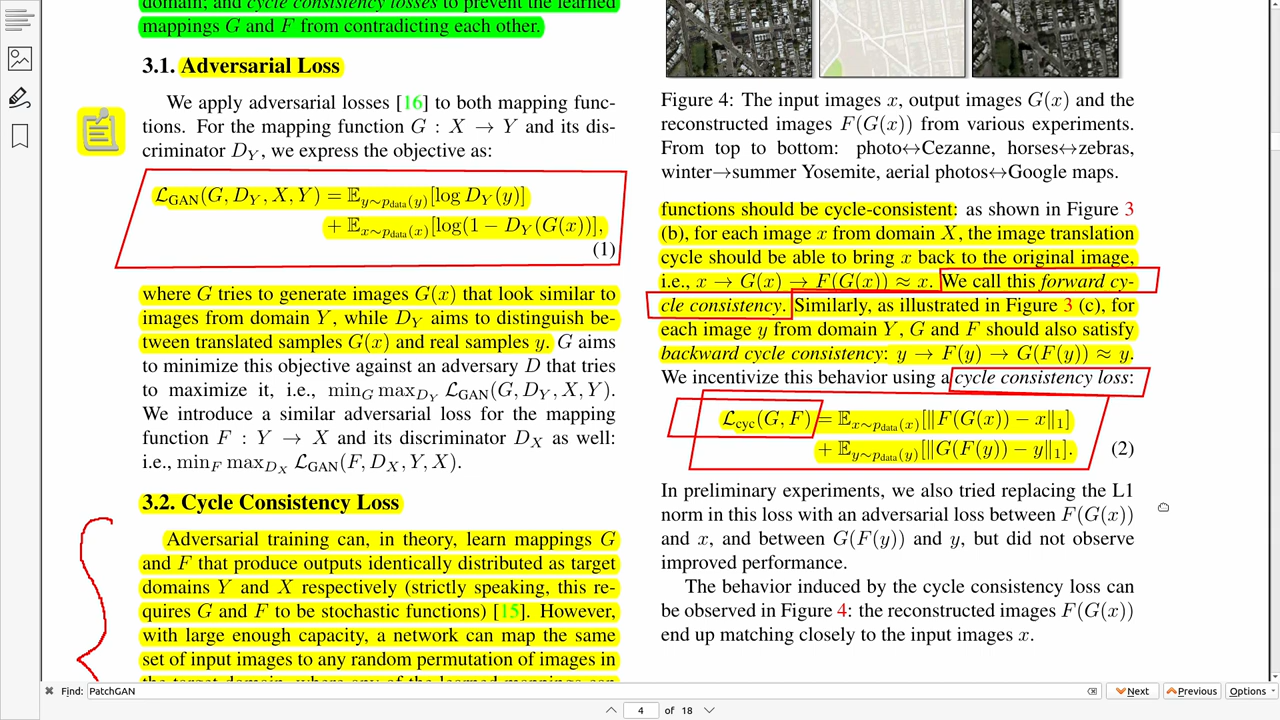 domain; and cycle consistency losses to prevent the learned
mappings G and F from contradicting each other.
3.1. Adversarial Loss
We apply adversarial losses [16] to both mapping func-
tions. For the mapping function G : X → Y and its dis-
criminator D_Y, we express the objective as:
L_GAN(G, D_Y, X, Y) = 𝔼_{y∼p_data(y)}[log D_Y(y)]
+ 𝔼_{x∼p_data(x)}[log(1 − D_Y(G(x))],
(1)
where G tries to generate images G(x) that look similar to
images from domain Y, while D_Y aims to distinguish be-
tween translated samples G(x) and real samples y. G aims
to minimize this objective against an adversary D that tries
to maximize it, i.e., min_G max_{D_Y} L_GAN(G, D_Y, X, Y).
We introduce a similar adversarial loss for the mapping
function F : Y → X and its discriminator D_X as well:
i.e., min_F max_{D_X} L_GAN(F, D_X, Y, X).
3.2. Cycle Consistency Loss
Adversarial training can, in theory, learn mappings G
and F that produce outputs identically distributed as target
domains Y and X respectively (strictly speaking, this re-
quires G and F to be stochastic functions) [15]. However,
with large enough capacity, a network can map the same
set of input images to any random permutation of images in
Figure 4: The input images x, output images G(x) and the
reconstructed images F(G(x)) from various experiments.
From top to bottom: photo↔Cezanne, horses↔zebras,
winter→summer Yosemite, aerial photos↔Google maps.
functions should be cycle-consistent: as shown in Figure 3
(b), for each image x from domain X, the image translation
cycle should be able to bring x back to the original image,
i.e., x → G(x) → F(G(x)) ≈ x. We call this forward cy-
cle consistency. Similarly, as illustrated in Figure 3 (c), for
each image y from domain Y, G and F should also satisfy
backward cycle consistency: y → F(y) → G(F(y)) ≈ y.
We incentivize this behavior using a cycle consistency loss:
L_cyc(G, F) = 𝔼_{x∼p_data(x)}[‖F(G(x)) − x‖₁]
+ 𝔼_{y∼p_data(y)}[‖G(F(y)) − y‖₁]. (2)
In preliminary experiments, we also tried replacing the L1
norm in this loss with an adversarial loss between F(G(x))
and x, and between G(F(y)) and y, but did not observe
improved performance.
The behavior induced by the cycle consistency loss can
be observed in Figure 4: the reconstructed images F(G(x))
end up matching closely to the input images x.
Find: PatchGAN Next Previous Options
4 of 18